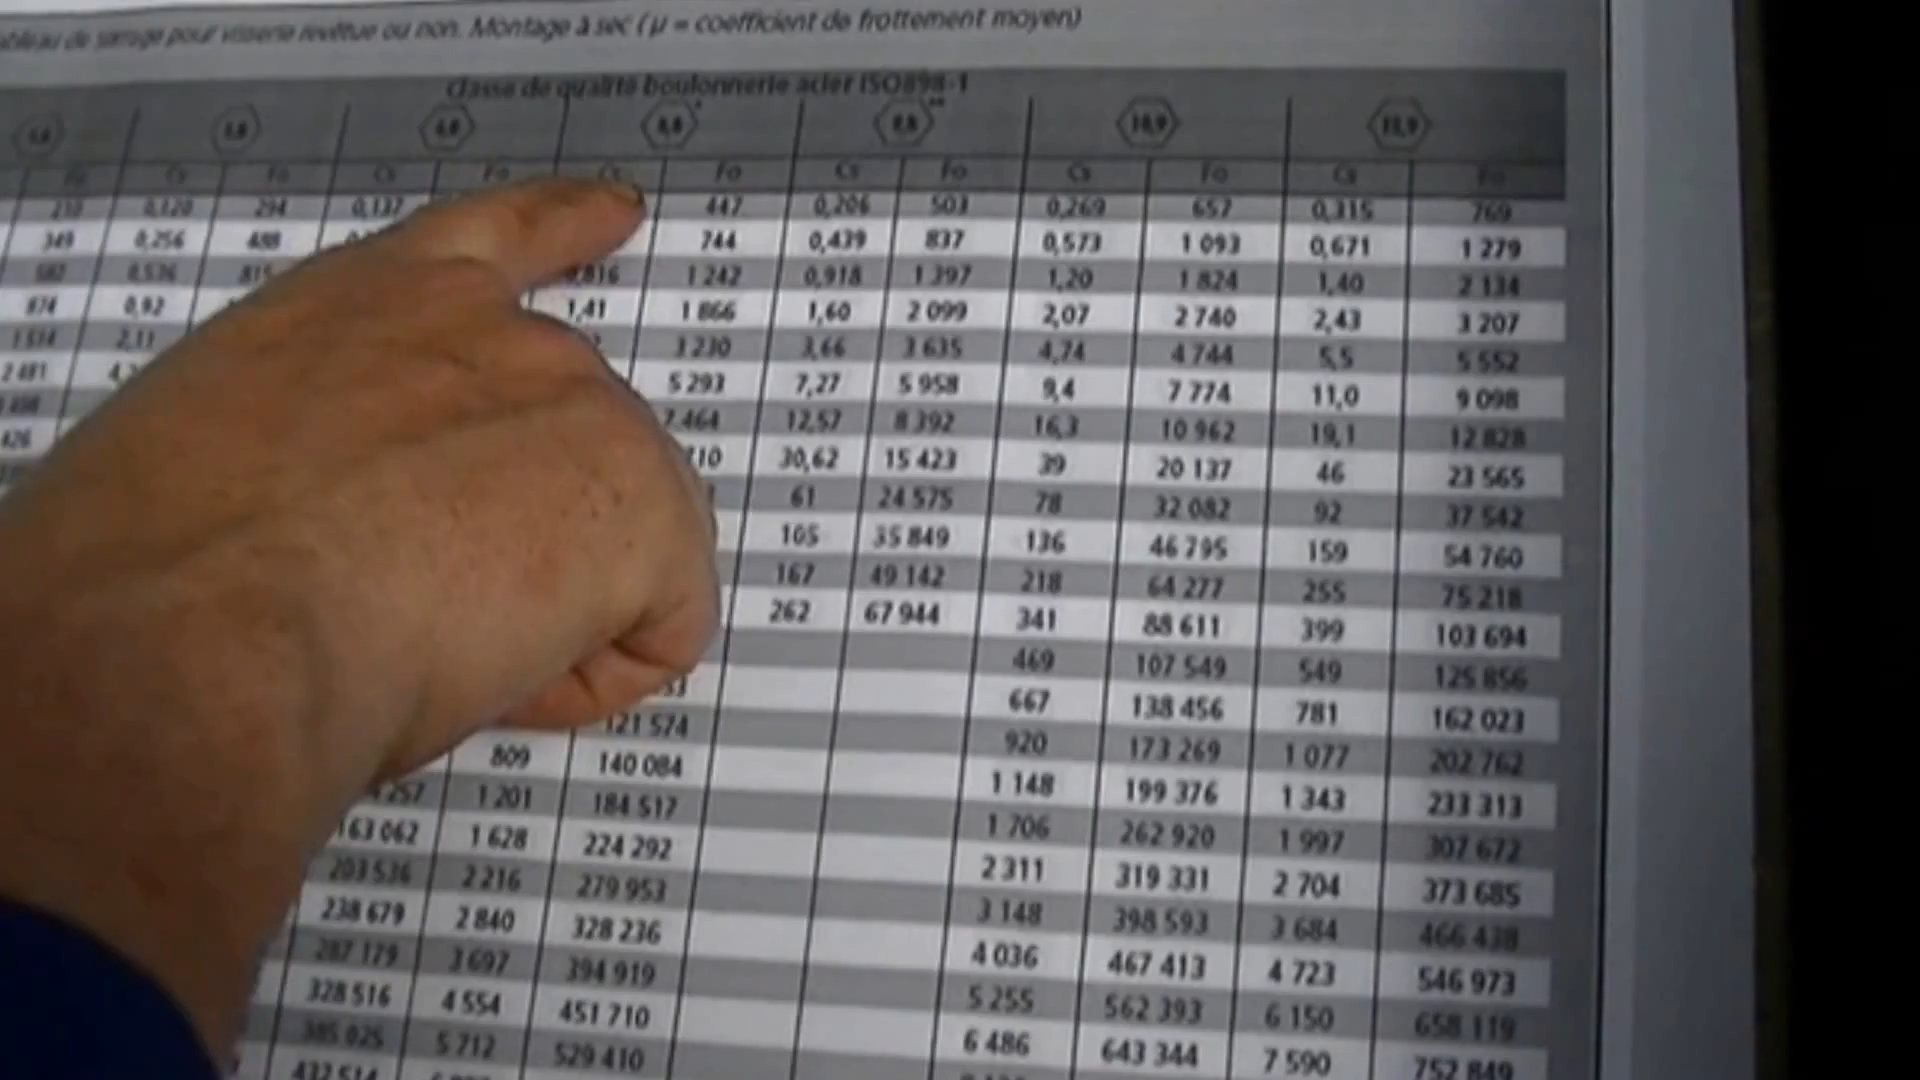 tableau de serrage pour visserie revêtue ou non. Montage à sec ( μ = coefficient de frottement moyen)
Classe de qualité boulonnerie acier ISO898-1
5,8 6,8 8,8* 9,8** 10,9 12,9
Fo Cs Fo Cs Fo Cs Fo Cs Fo Cs Fo Cs Fo
210 0,120 294 0,137 447 0,206 503 0,269 657 0,315 769
349 0,256 488 744 0,439 837 0,573 1 093 0,671 1 279
582 0,536 815 0,816 1 242 0,918 1 397 1,20 1 824 1,40 2 134
874 0,92 1,41 1 866 1,60 2 099 2,07 2 740 2,43 3 207
1 514 2,11 3 230 3,66 3 635 4,74 4 744 5,5 5 552
2 481 5 293 7,27 5 958 9,4 7 774 11,0 9 098
7 464 12,57 8 392 16,3 10 962 19,1 12 828
30,62 15 423 39 20 137 46 23 565
61 24 575 78 32 082 92 37 542
105 35 849 136 46 795 159 54 760
167 49 142 218 64 277 255 75 218
262 67 944 341 88 611 399 103 694
469 107 549 549 125 856
667 138 456 781 162 023
121 574 920 173 269 1 077 202 762
809 140 084 1 148 199 376 1 343 233 313
1 201 184 517 1 706 262 920 1 997 307 672
163 062 1 628 224 292 2 311 319 331 2 704 373 685
203 536 2 216 279 953 3 148 398 593 3 684 466 438
238 679 2 840 328 236 4 036 467 413 4 723 546 973
287 179 3 697 394 919 5 255 562 393 6 150 658 119
328 516 4 554 451 710 6 486 643 344 7 590 752 849
385 025 5 712 529 410
432 514